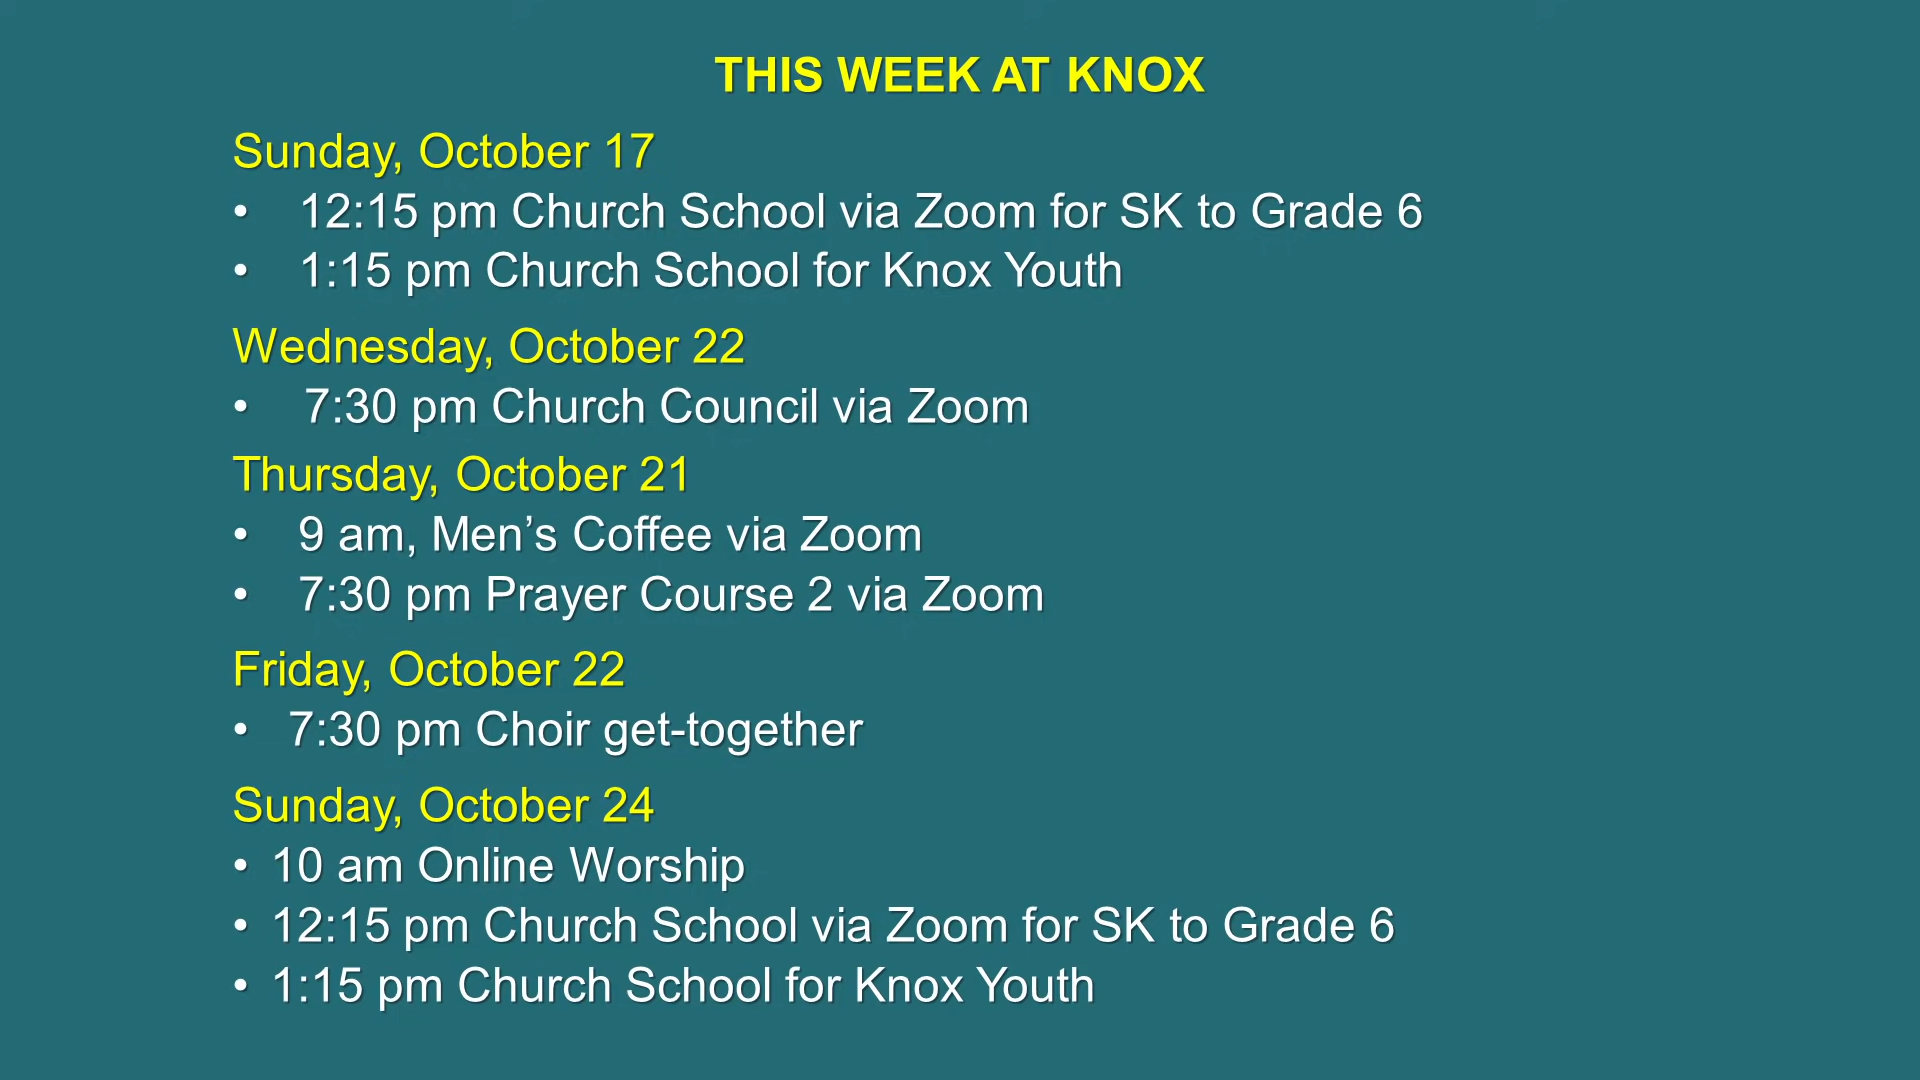 THIS WEEK AT KNOX
Sunday, October 17
• 12:15 pm Church School via Zoom for SK to Grade 6
• 1:15 pm Church School for Knox Youth
Wednesday, October 22
• 7:30 pm Church Council via Zoom
Thursday, October 21
• 9 am, Men’s Coffee via Zoom
• 7:30 pm Prayer Course 2 via Zoom
Friday, October 22
• 7:30 pm Choir get-together
Sunday, October 24
• 10 am Online Worship
• 12:15 pm Church School via Zoom for SK to Grade 6
• 1:15 pm Church School for Knox Youth